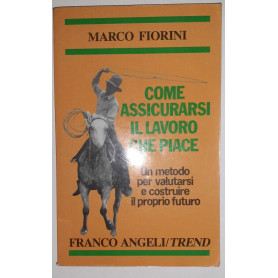 MARCO FIORINI
COME
ASSICURARSI
IL LAVORO
CHE PIACE
Un metodo
per valutarsi
e costruire
il proprio futuro
FRANCO ANGELI/TREND